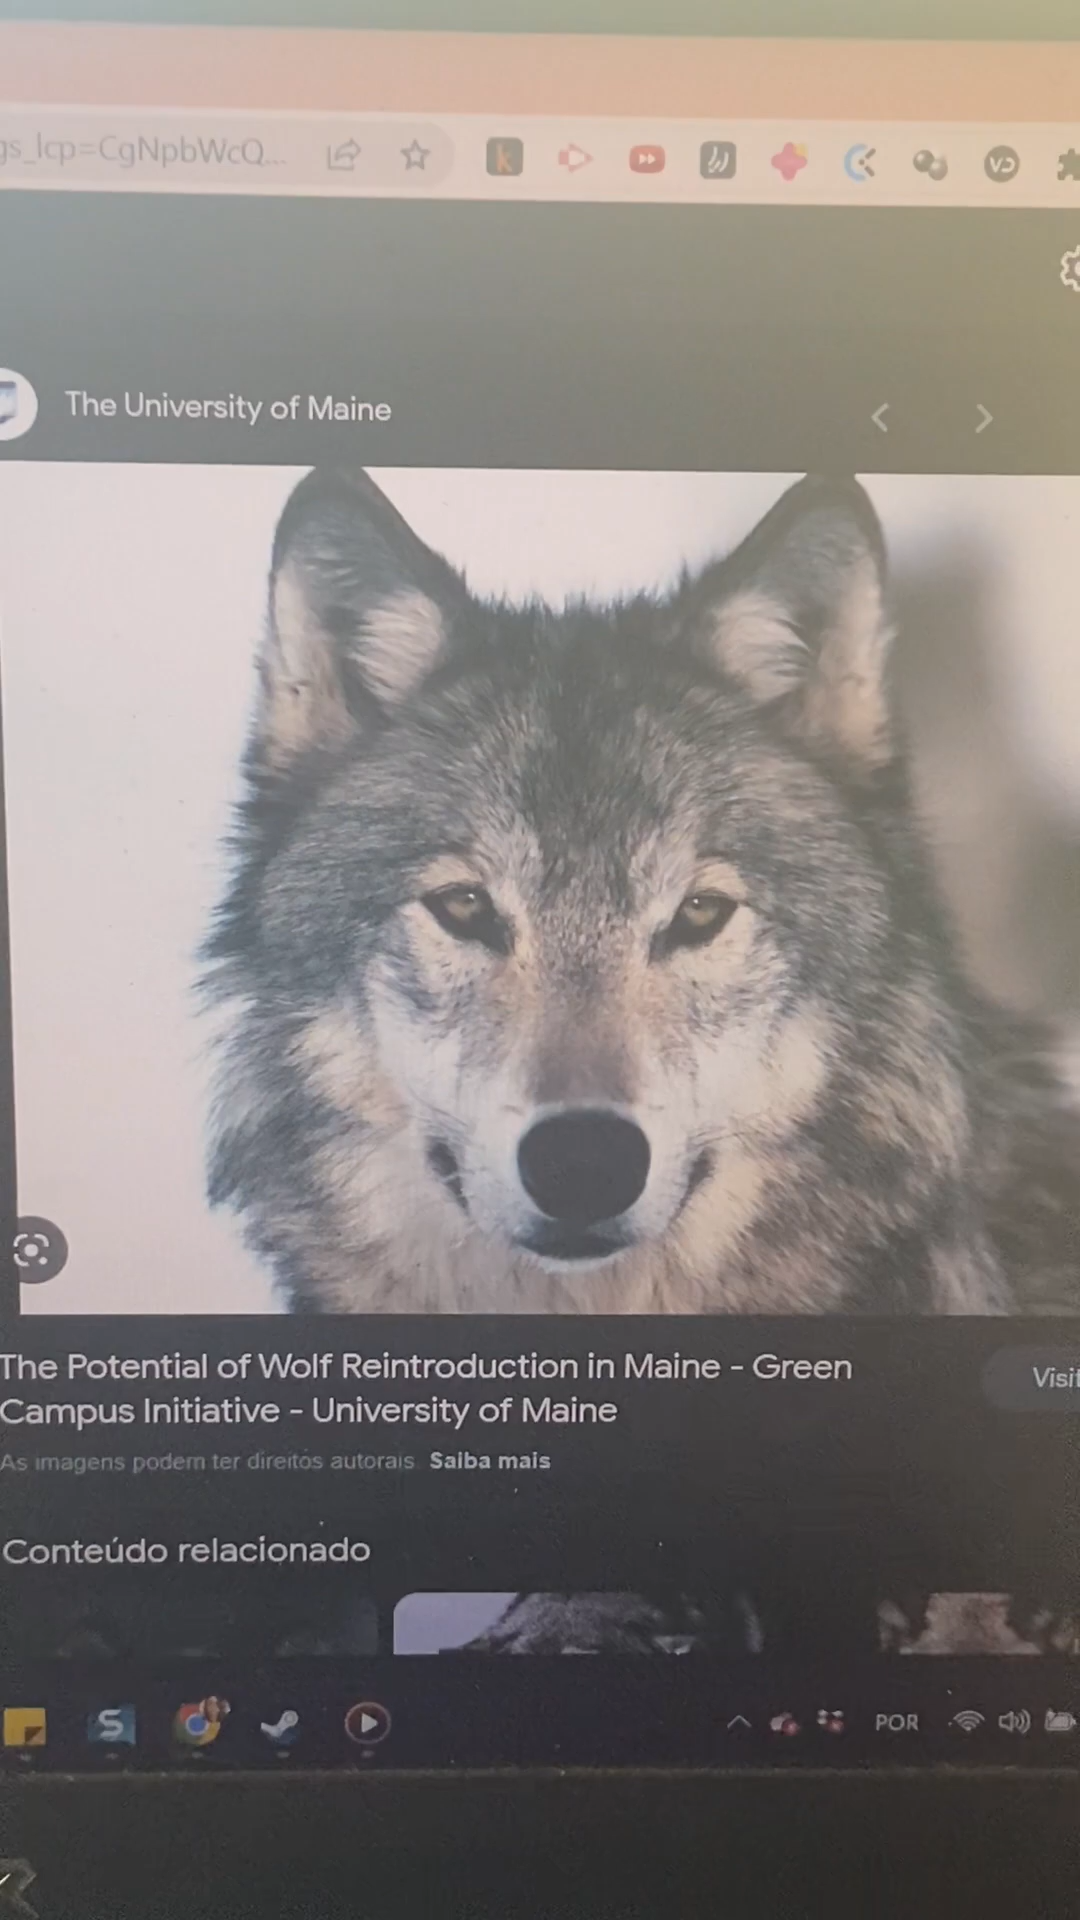 gs_lcp=CgNpbWcQ...
The University of Maine
The Potential of Wolf Reintroduction in Maine - Green
Campus Initiative - University of Maine
As imagens podem ter direitos autorais. Saiba mais
Visit
Conteúdo relacionado
POR